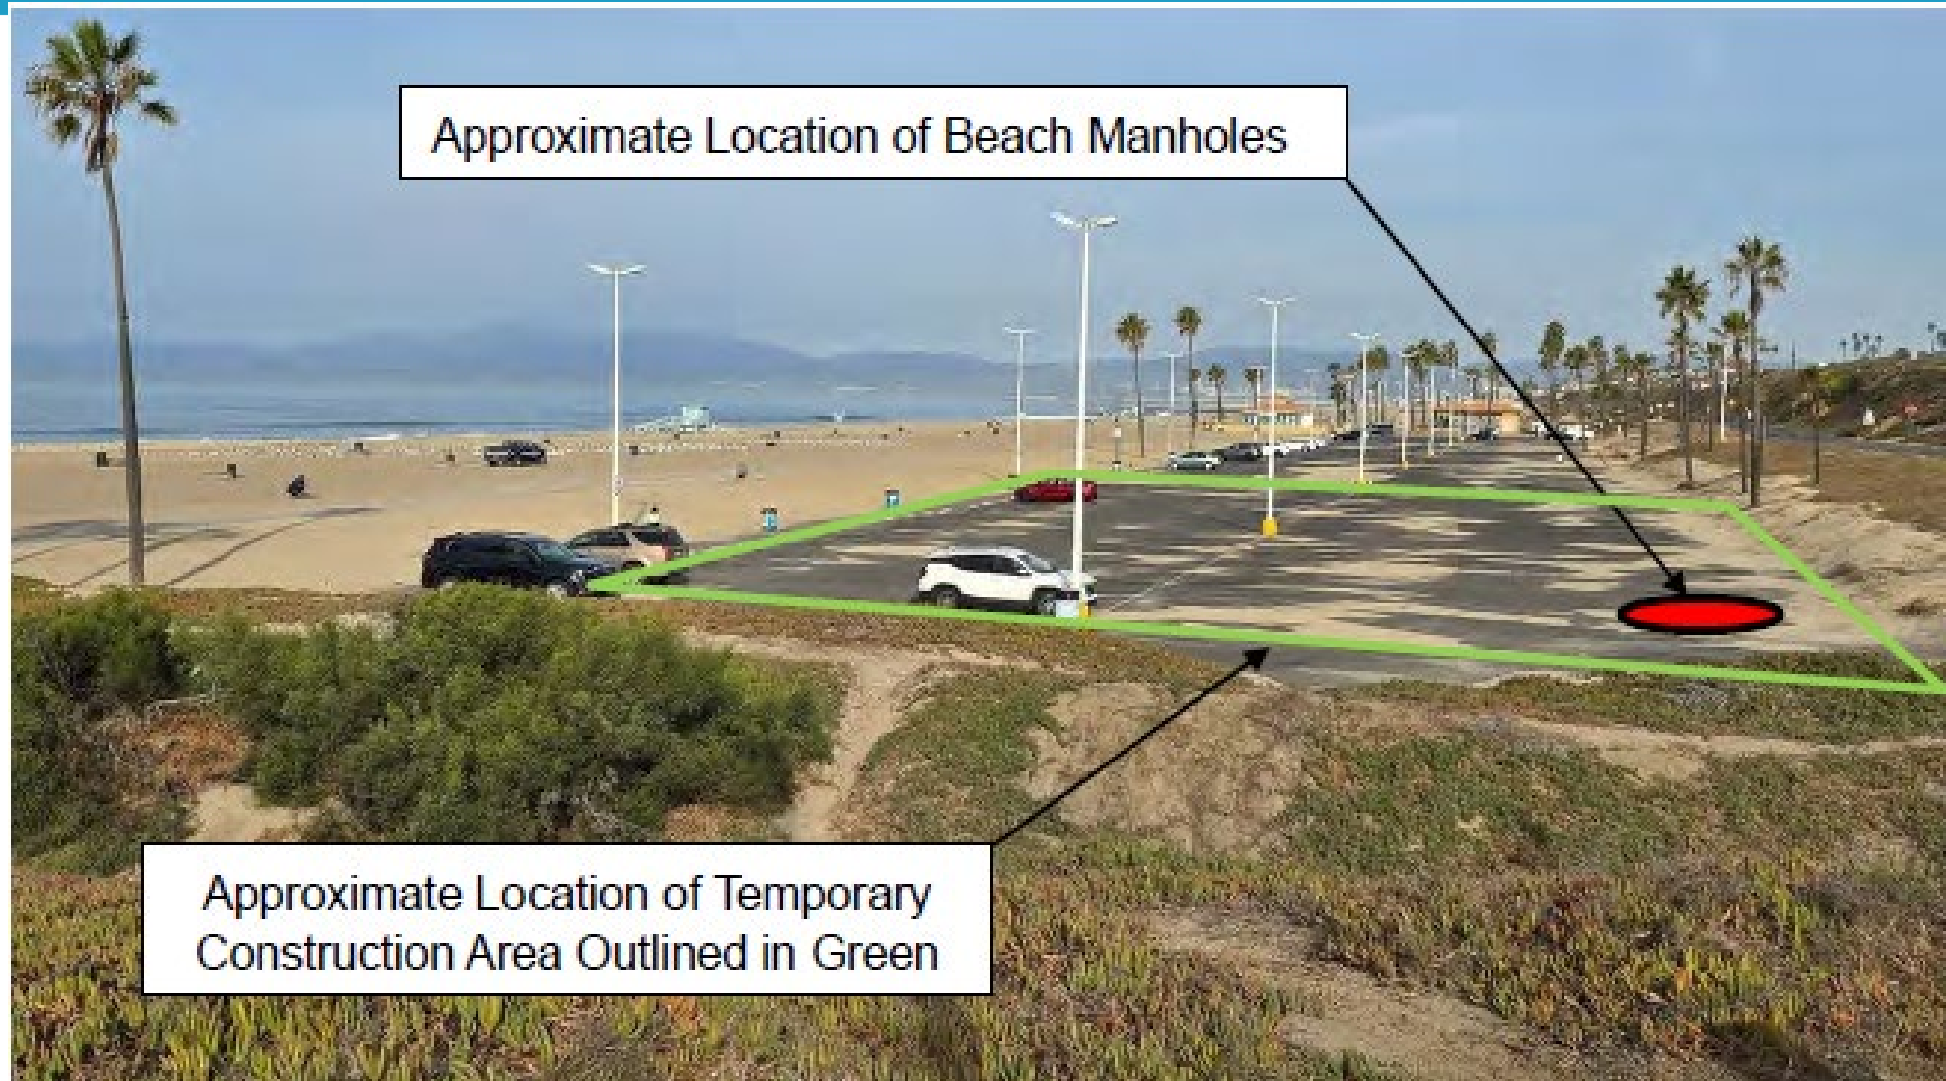 Approximate Location of Beach Manholes
Approximate Location of Temporary
Construction Area Outlined in Green